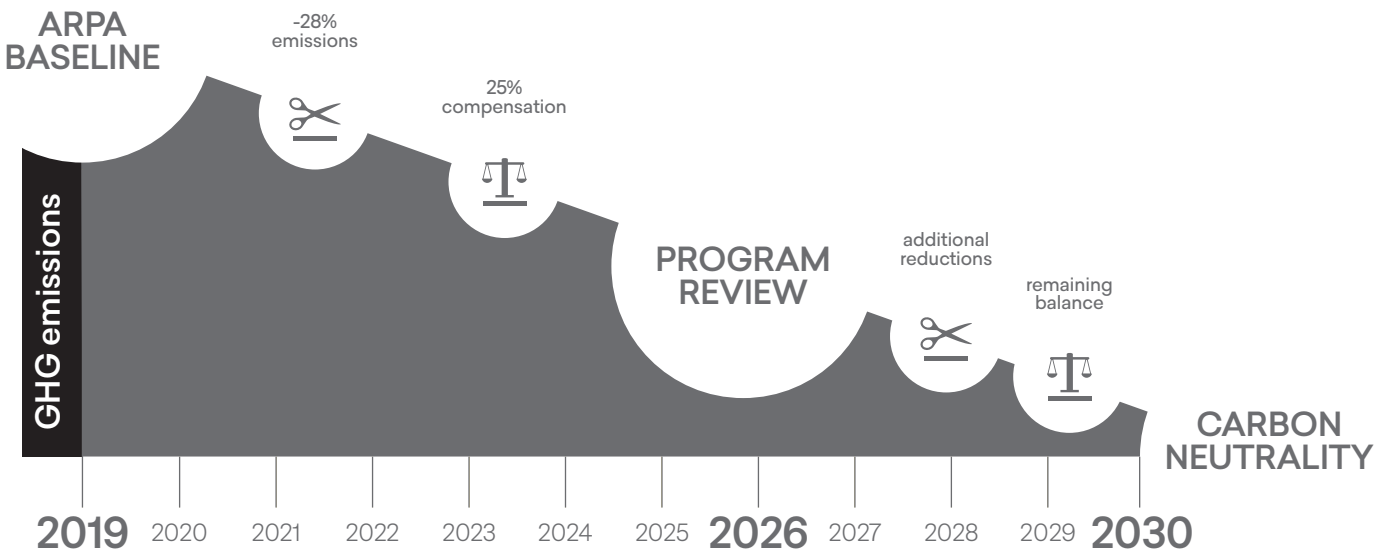 ARPA
BASELINE
-28%
emissions
25%
compensation
PROGRAM
REVIEW
additional
reductions
remaining
balance
CARBON
NEUTRALITY
GHG emissions
2019 2020 2021 2022 2023 2024 2025 2026 2027 2028 2029 2030